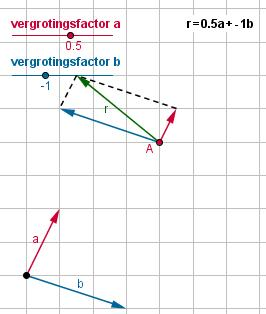 vergrotingsfactor a
r=0.5a+-1b
0.5
vergrotingsfactor b
-1
r
A
a
b